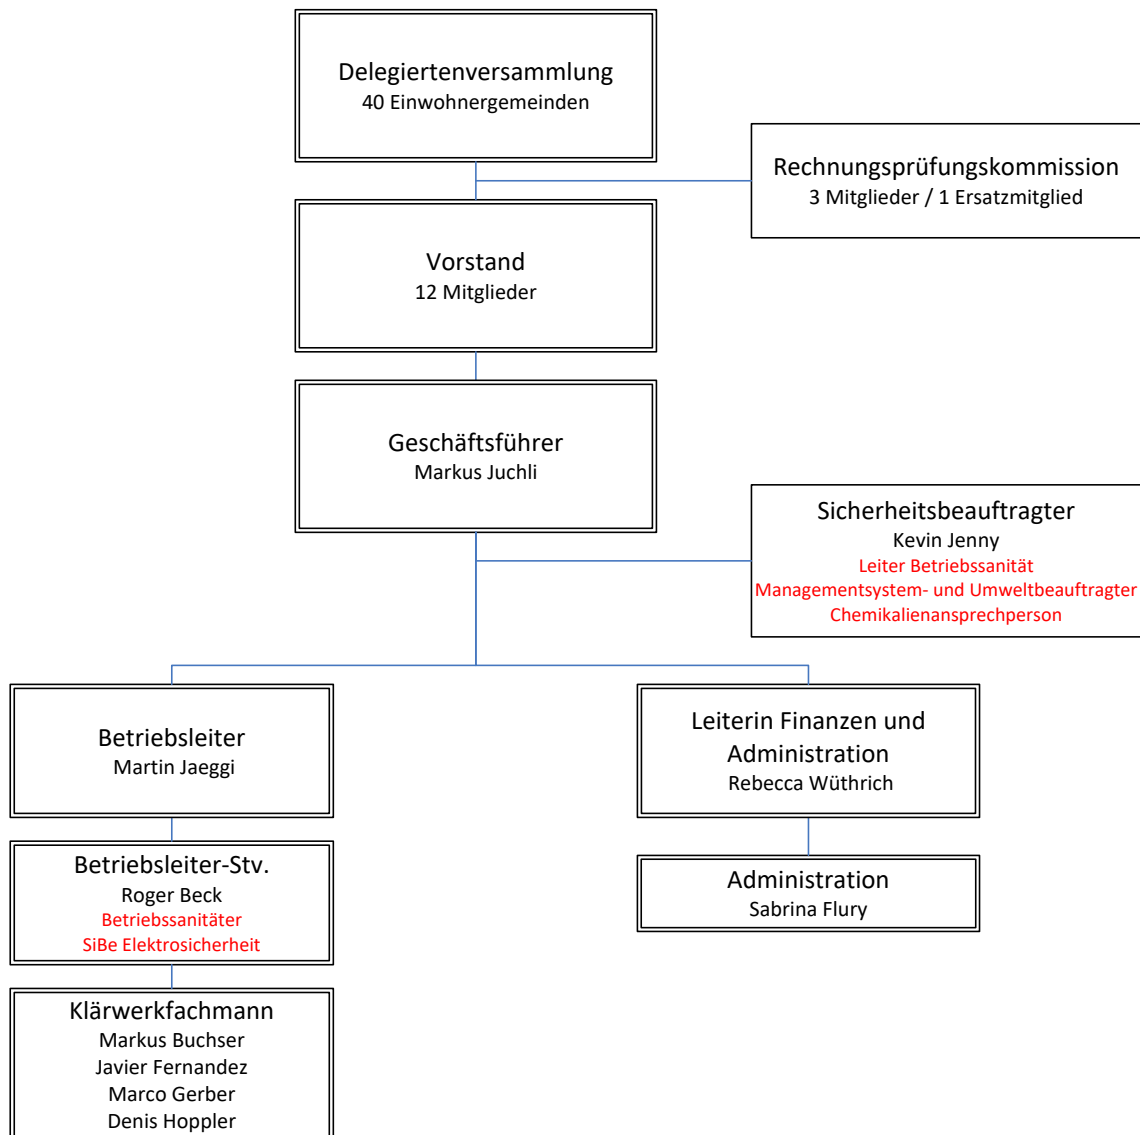 Delegiertenversammlung
40 Einwohnergemeinden
Rechnungsprüfungskommission
3 Mitglieder / 1 Ersatzmitglied
Vorstand
12 Mitglieder
Geschäftsführer
Markus Juchli
Sicherheitsbeauftragter
Kevin Jenny
Leiter Betriebssanität
Managementsystem- und Umweltbeauftragter
Chemikalienansprechperson
Betriebsleiter
Martin Jaeggi
Leiterin Finanzen und
Administration
Rebecca Wüthrich
Betriebsleiter-Stv.
Roger Beck
Betriebssanitäter
SiBe Elektrosicherheit
Administration
Sabrina Flury
Klärwerkfachmann
Markus Buchser
Javier Fernandez
Marco Gerber
Denis Hoppler